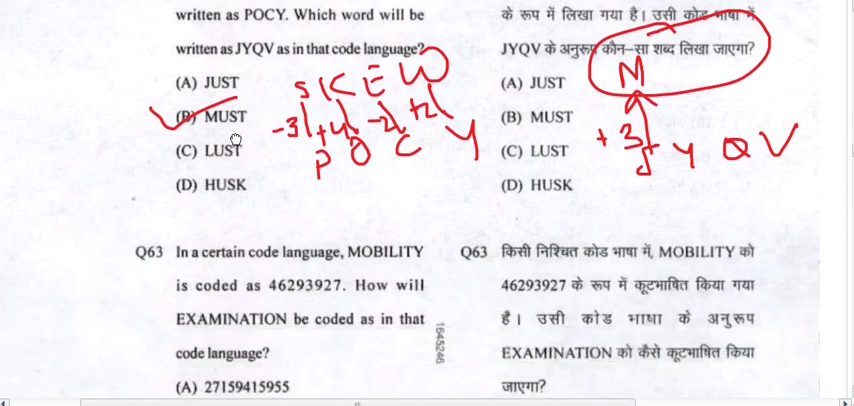 written as POCY. Which word will be
written as JYQV as in that code language?
(A) JUST
(B) MUST
(C) LUST
(D) HUSK
S K E W
-3 +4 -2 +2
P O C Y
Q63 In a certain code language, MOBILITY
is coded as 46293927. How will
EXAMINATION be coded as in that
code language?
(A) 27159415955
1645246
के रूप में लिखा गया है। उसी कोड भाषा में
JYQV के अनुरूप कौन-सा शब्द लिखा जाएगा?
(A) JUST
(B) MUST
(C) LUST
(D) HUSK
M
+3
J Y Q V
Q63 किसी निश्चित कोड भाषा में, MOBILITY को
46293927 के रूप में कूटभाषित किया गया
है। उसी कोड भाषा के अनुरूप
EXAMINATION को कैसे कूटभाषित किया
जाएगा?